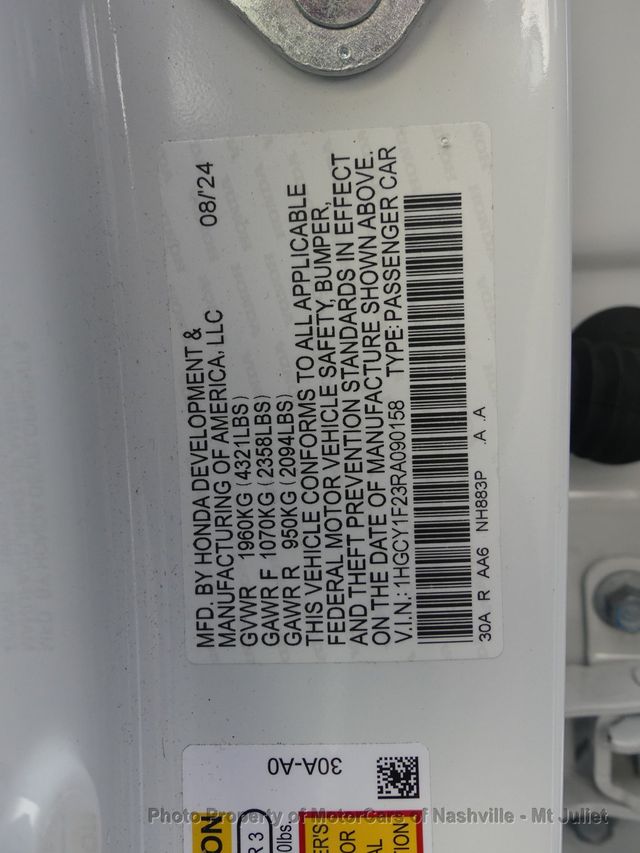 MFD. BY HONDA DEVELOPMENT & 08/'24
MANUFACTURING OF AMERICA, LLC
GVWR 1960KG (4321LBS)
GAWR F 1070KG (2358LBS)
GAWR R 950KG (2094LBS)
THIS VEHICLE CONFORMS TO ALL APPLICABLE
FEDERAL MOTOR VEHICLE SAFETY, BUMPER,
AND THEFT PREVENTION STANDARDS IN EFFECT
ON THE DATE OF MANUFACTURE SHOWN ABOVE.
V.I.N.: 1HGCY1F23RA090158 TYPE: PASSENGER CAR
30A R AA6 NH883P .A .A
30A-A0
Photo Property of MotorCars of Nashville - Mt Juliet